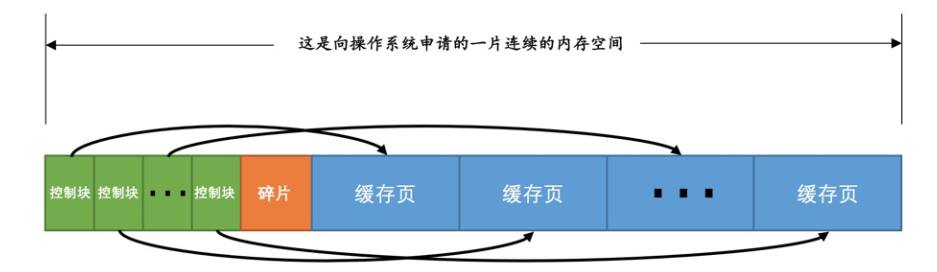 这是向操作系统申请的一片连续的内存空间
控制块 控制块 ··· 控制块 碎片 缓存页 缓存页 ··· 缓存页